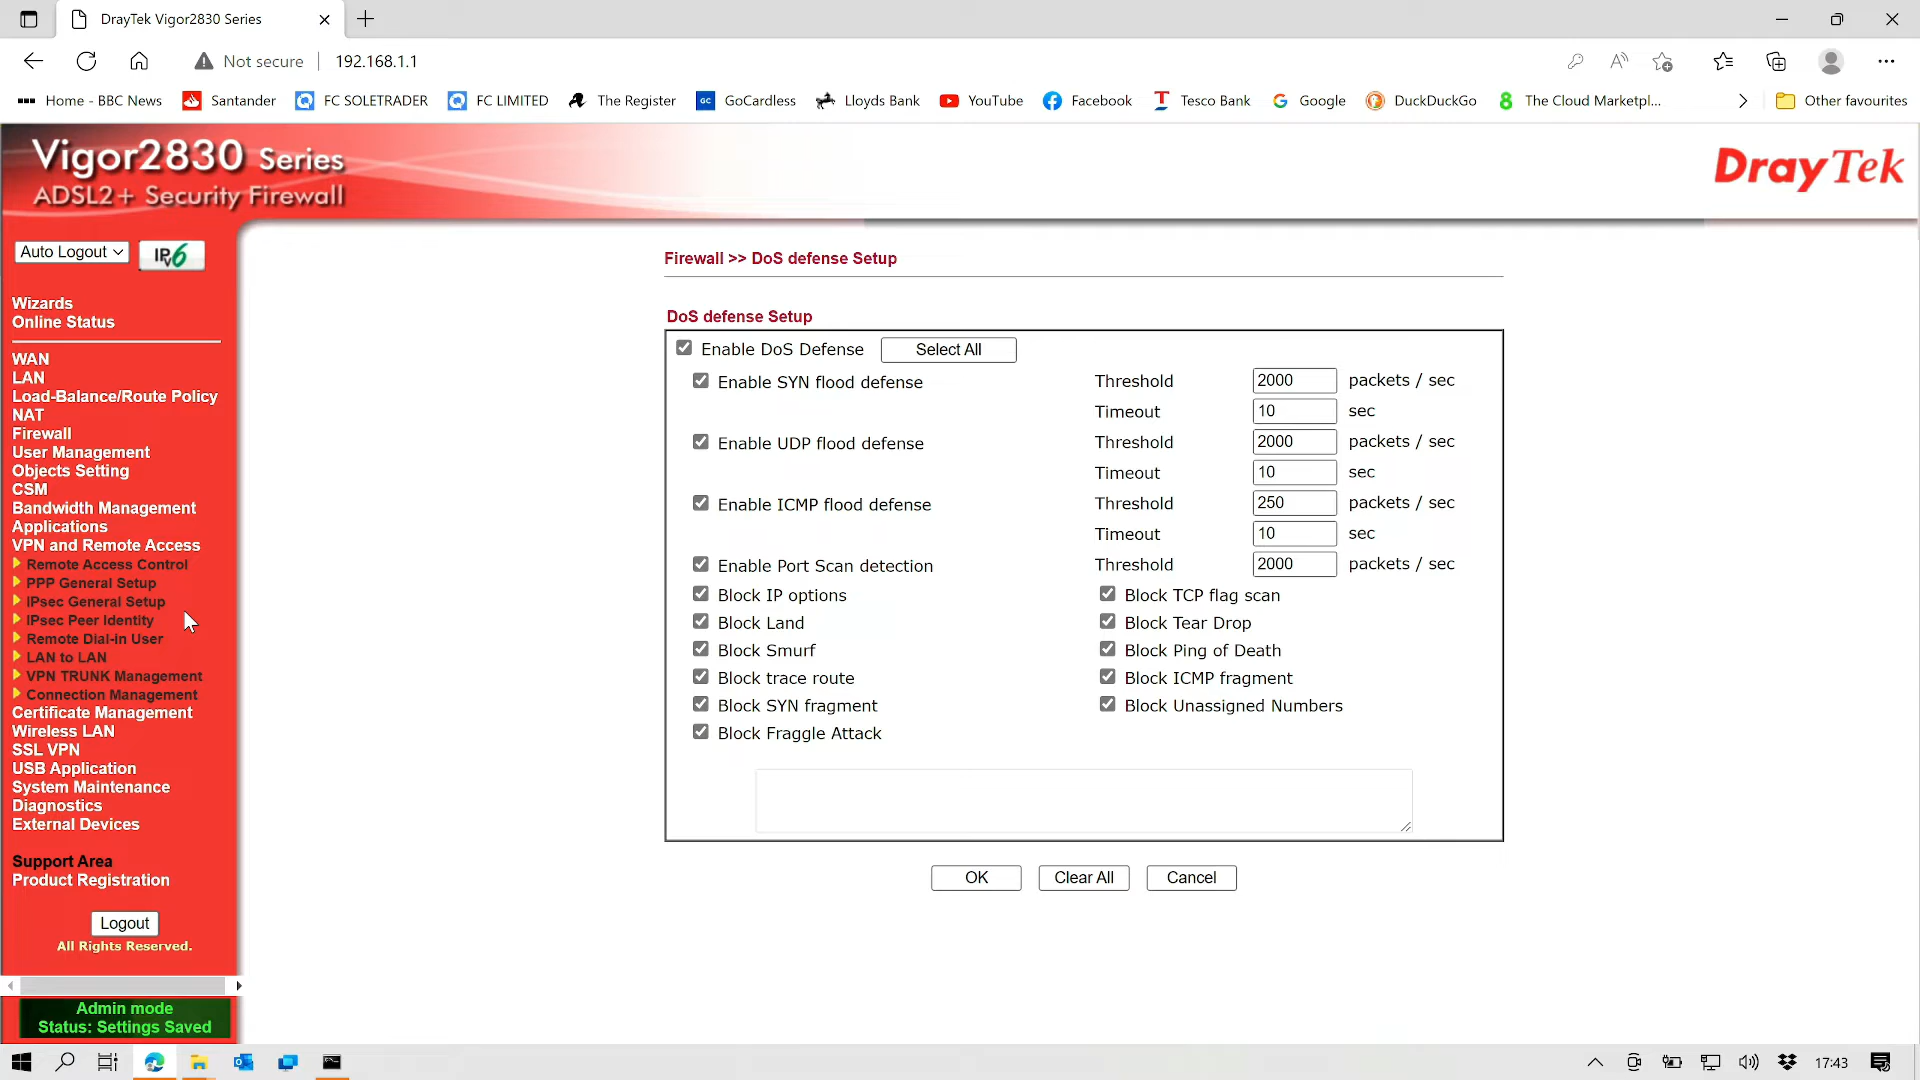 DrayTek Vigor2830 Series
Not secure
192.168.1.1
Home - BBC News
Santander
FC SOLETRADER
FC LIMITED
The Register
GC
GoCardless
Lloyds Bank
YouTube
Facebook
Tesco Bank
Google
DuckDuckGo
The Cloud Marketpl...
Other favourites
Vigor2830 Series
ADSL2+ Security Firewall
DrayTek
Auto Logout
IPv6
Wizards
Online Status
WAN
LAN
Load-Balance/Route Policy
NAT
Firewall
User Management
Objects Setting
CSM
Bandwidth Management
Applications
VPN and Remote Access
Remote Access Control
PPP General Setup
IPsec General Setup
IPsec Peer Identity
Remote Dial-in User
LAN to LAN
VPN TRUNK Management
Connection Management
Certificate Management
Wireless LAN
SSL VPN
USB Application
System Maintenance
Diagnostics
External Devices
Support Area
Product Registration
Logout
All Rights Reserved.
Admin mode
Status: Settings Saved
Firewall >> DoS defense Setup
DoS defense Setup
Enable DoS Defense Select All
Enable SYN flood defense Threshold 2000 packets / sec
Timeout 10 sec
Enable UDP flood defense Threshold 2000 packets / sec
Timeout 10 sec
Enable ICMP flood defense Threshold 250 packets / sec
Timeout 10 sec
Enable Port Scan detection Threshold 2000 packets / sec
Block IP options Block TCP flag scan
Block Land Block Tear Drop
Block Smurf Block Ping of Death
Block trace route Block ICMP fragment
Block SYN fragment Block Unassigned Numbers
Block Fraggle Attack
OK Clear All Cancel
17:43